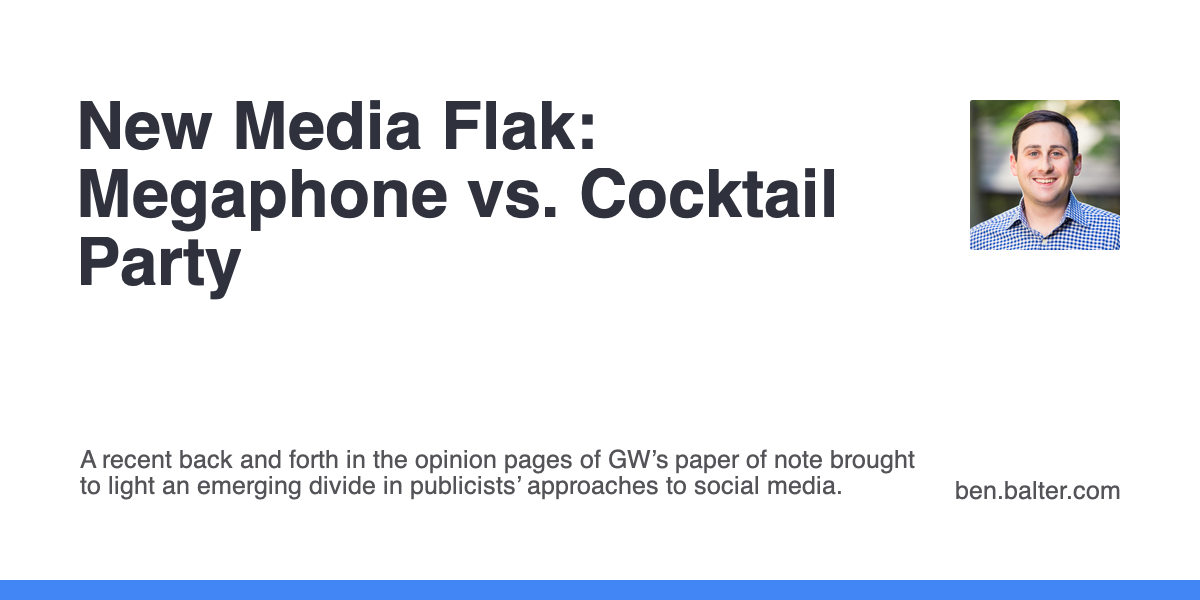 New Media Flak:
Megaphone vs. Cocktail
Party
A recent back and forth in the opinion pages of GW’s paper of note brought
to light an emerging divide in publicists’ approaches to social media.
ben.balter.com